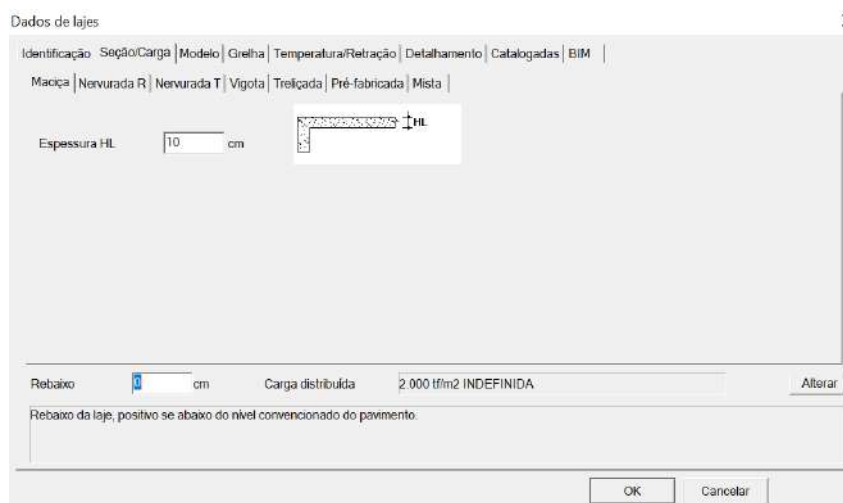 Dados de lajes
Identificação Seção/Carga Modelo Grelha Temperatura/Retração Detalhamento Catalogadas BIM
Maciça Nervurada R Nervurada T Vigota Treliçada Pré-fabricada Mista
Espessura HL 10 cm HL
Rebaixo 0 cm Carga distribuída 2.000 tf/m2 INDEFINIDA Alterar
Rebaixo da laje, positivo se abaixo do nível convencionado do pavimento.
OK Cancelar